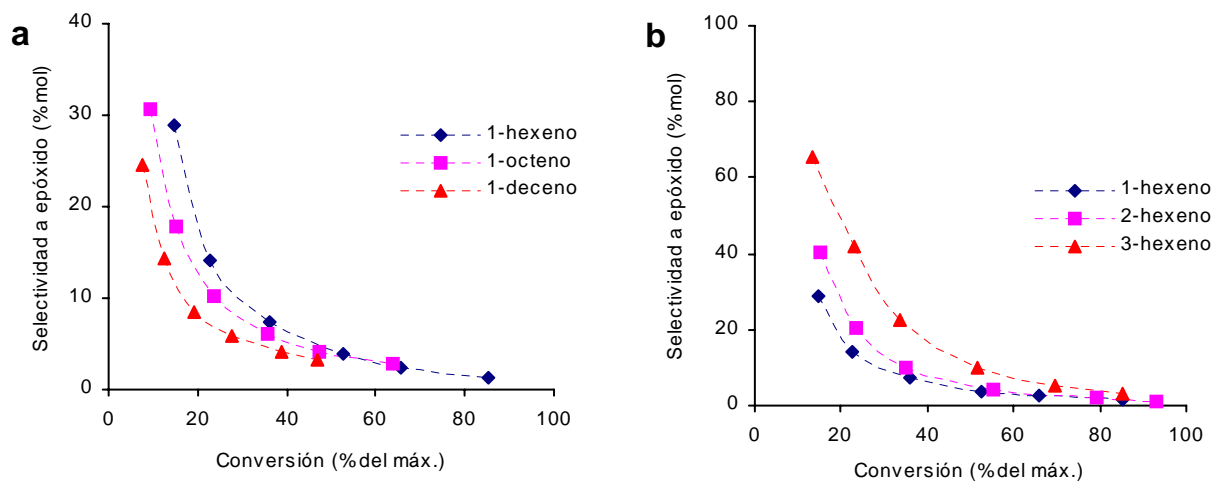 a
Selectividad a epóxido (%mol)
40
30
20
10
0
0 20 40 60 80 100
Conversión (%del máx.)
1-hexeno
1-octeno
1-deceno
b
Selectividad a epóxido (%mol)
100
80
60
40
20
0
0 20 40 60 80 100
Conversión (%del máx.)
1-hexeno
2-hexeno
3-hexeno